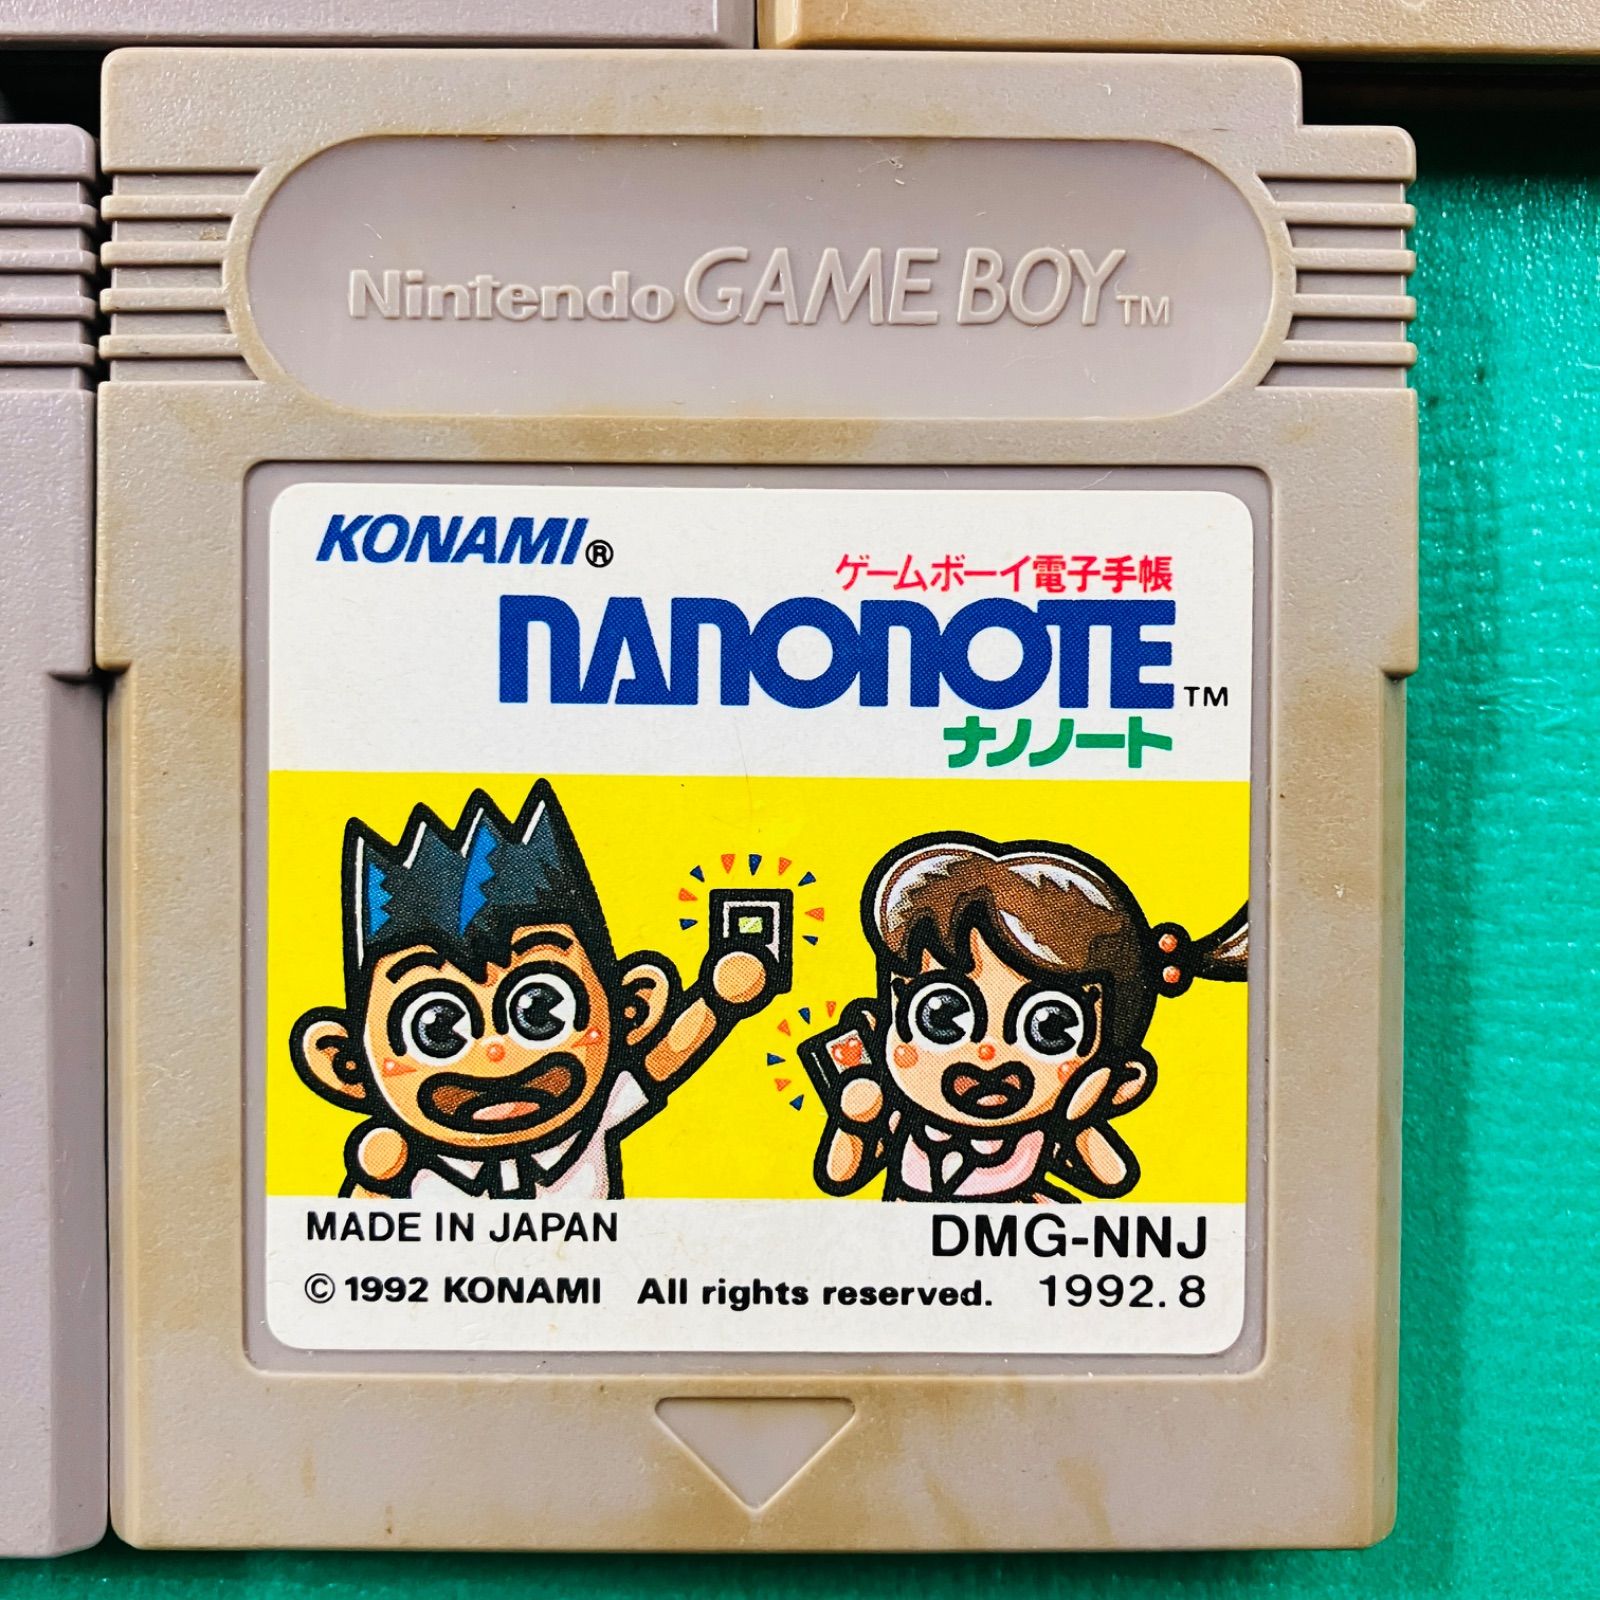 Nintendo GAME BOY™
KONAMI®
ゲームボーイ電子手帳
NANONOTE™
ナノノート
MADE IN JAPAN
DMG-NNJ
© 1992 KONAMI All rights reserved. 1992.8